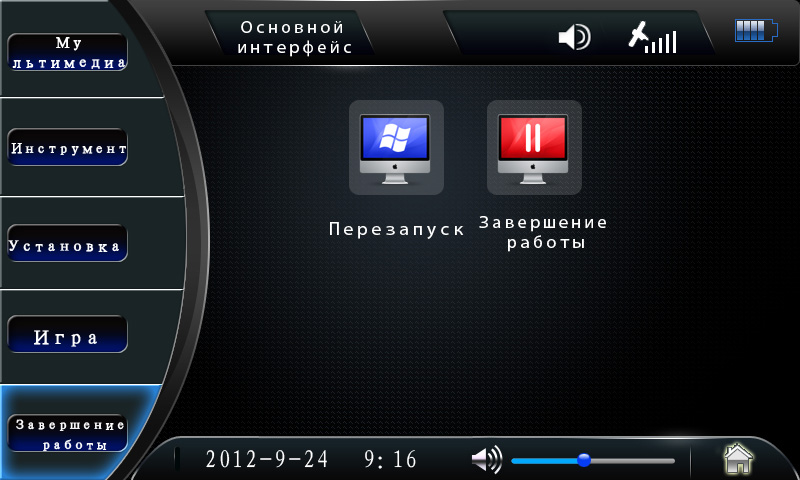 Основной
интерфейс
Му
льтимедиа
Инструмент
Установка
Игра
Завершение
работы
Перезапуск
Завершение
работы
2012-9-24 9:16